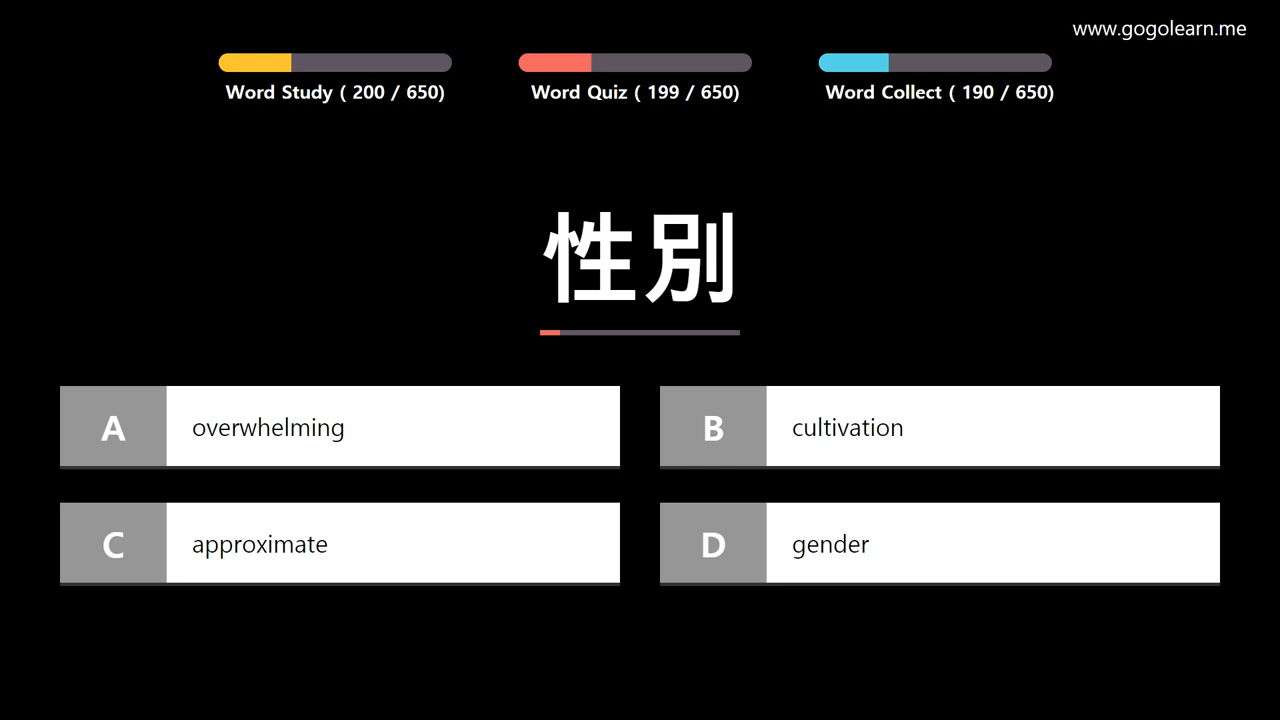 www.gogolearn.me
Word Study ( 200 / 650)
Word Quiz ( 199 / 650)
Word Collect ( 190 / 650)
性別
A overwhelming
B cultivation
C approximate
D gender